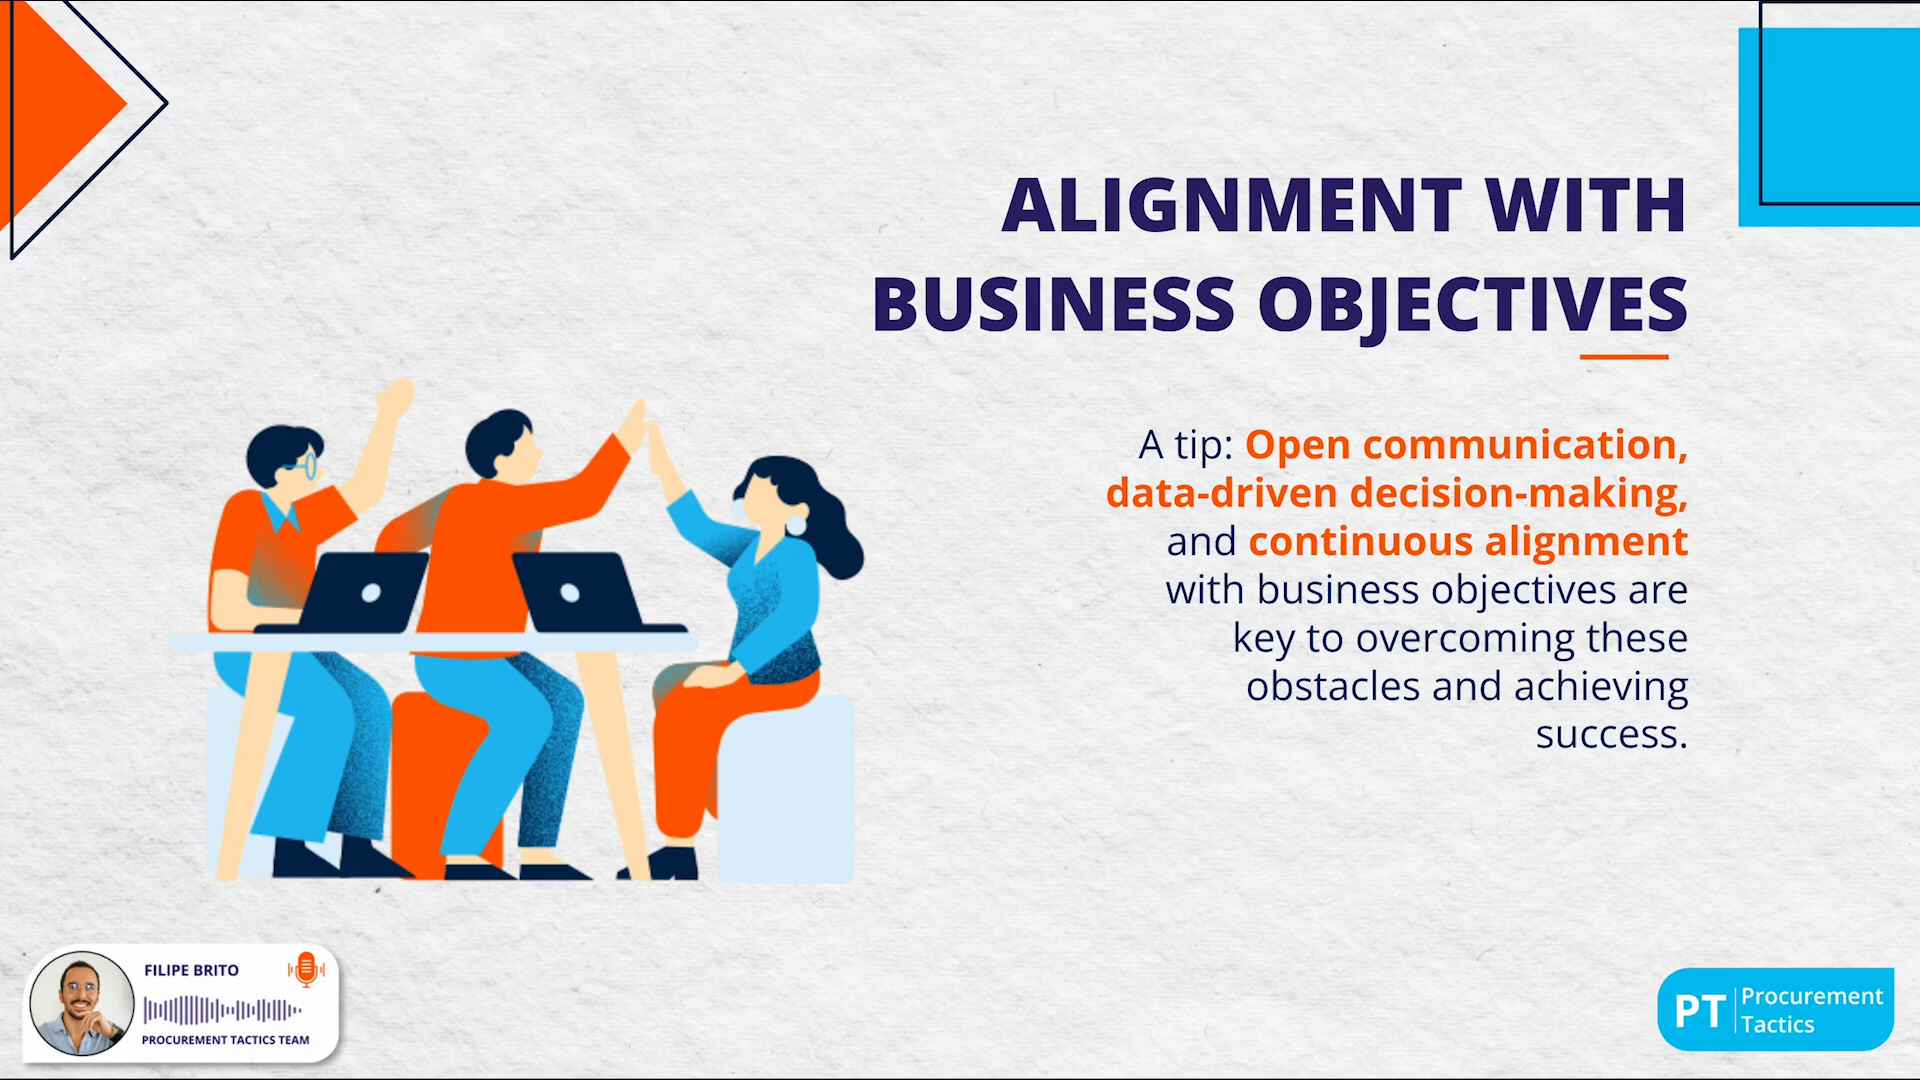 ALIGNMENT WITH
BUSINESS OBJECTIVES
A tip: Open communication,
data-driven decision-making,
and continuous alignment
with business objectives are
key to overcoming these
obstacles and achieving
success.
FILIPE BRITO
PROCUREMENT TACTICS TEAM
PT Procurement
Tactics